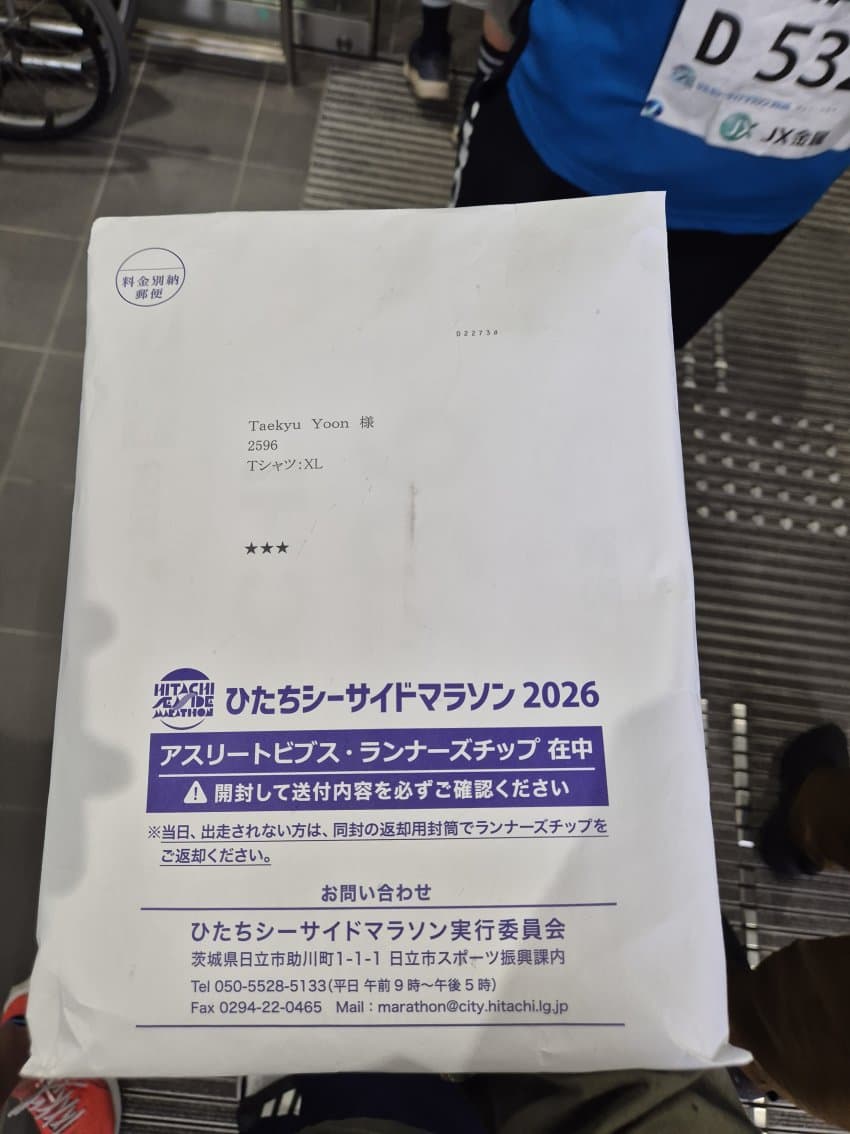 D 532
JX金属
料金別納
郵便
D22738
Taekyu Yoon 様
2596
Tシャツ：XL
★★★
HITACHI
SEASIDE
MARATHON
ひたちシーサイドマラソン 2026
アスリートビブス・ランナーズチップ 在中
開封して送付内容を必ずご確認ください
※当日、出走されない方は、同封の返却用封筒でランナーズチップを
ご返却ください。
お問い合わせ
ひたちシーサイドマラソン実行委員会
茨城県日立市助川町1-1-1 日立市スポーツ振興課内
Tel 050-5528-5133（平日 午前9時〜午後5時）
Fax 0294-22-0465 Mail：marathon@city.hitachi.lg.jp